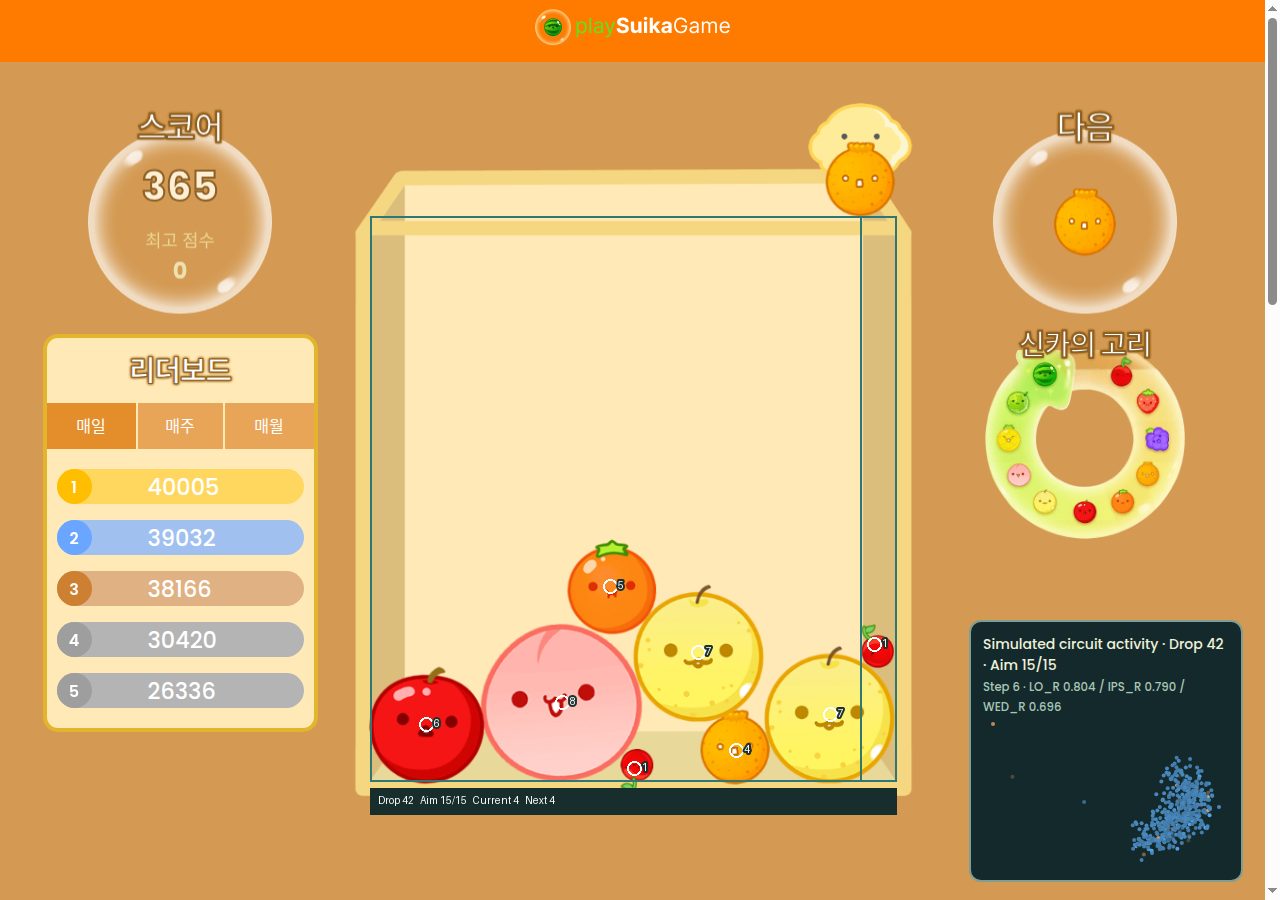 playSuikaGame
스코어
365
최고 점수
0
다음
리더보드
매일 매주 매월
1 40005
2 39032
3 38166
4 30420
5 26336
신카의 고리
5
7
1
6
8
7
4
1
Drop 42 Aim 15/15 Current 4 Next 4
Simulated circuit activity · Drop 42
· Aim 15/15
Step 6 · LO_R 0.804 / IPS_R 0.790 /
WED_R 0.696